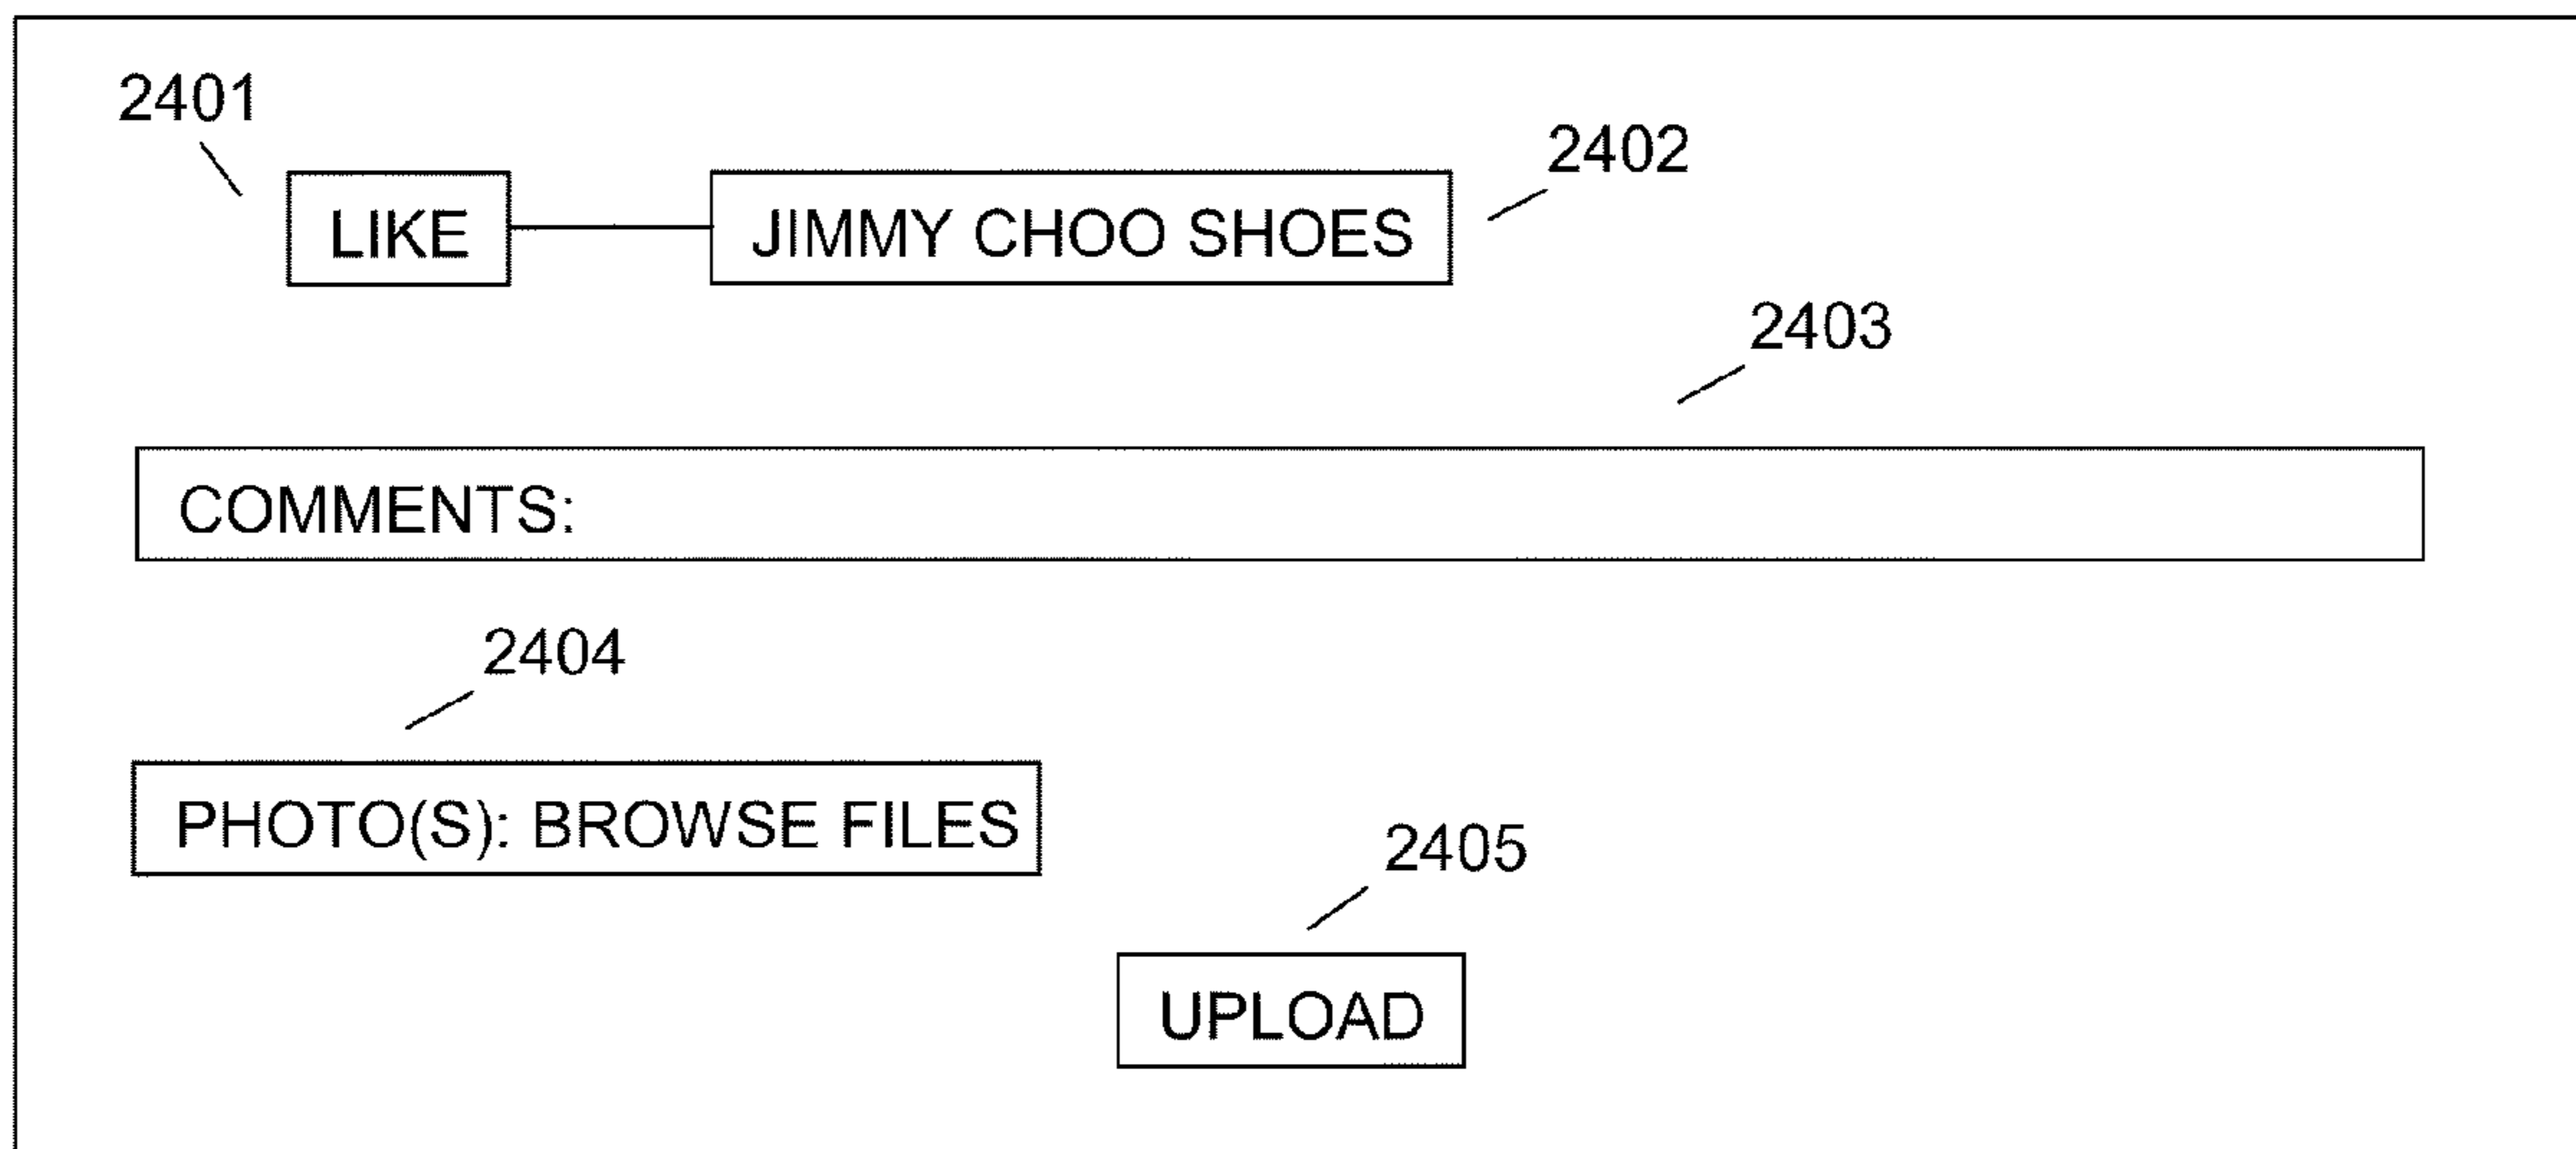 2401
2402
LIKE
JIMMY CHOO SHOES
2403
COMMENTS:
2404
PHOTO(S): BROWSE FILES
2405
UPLOAD